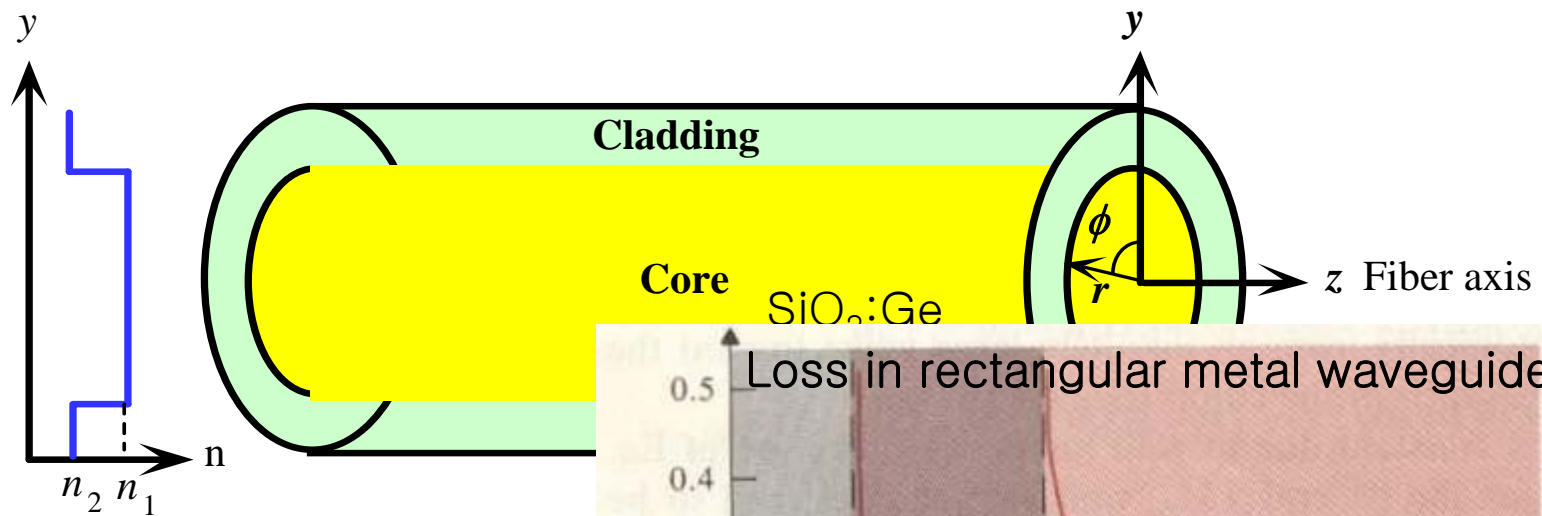 y
y
Cladding
ϕ
Core
r
z Fiber axis
SiO₂:Ge
Loss in rectangular metal waveguide
0.5
n
0.4
n₂ n₁